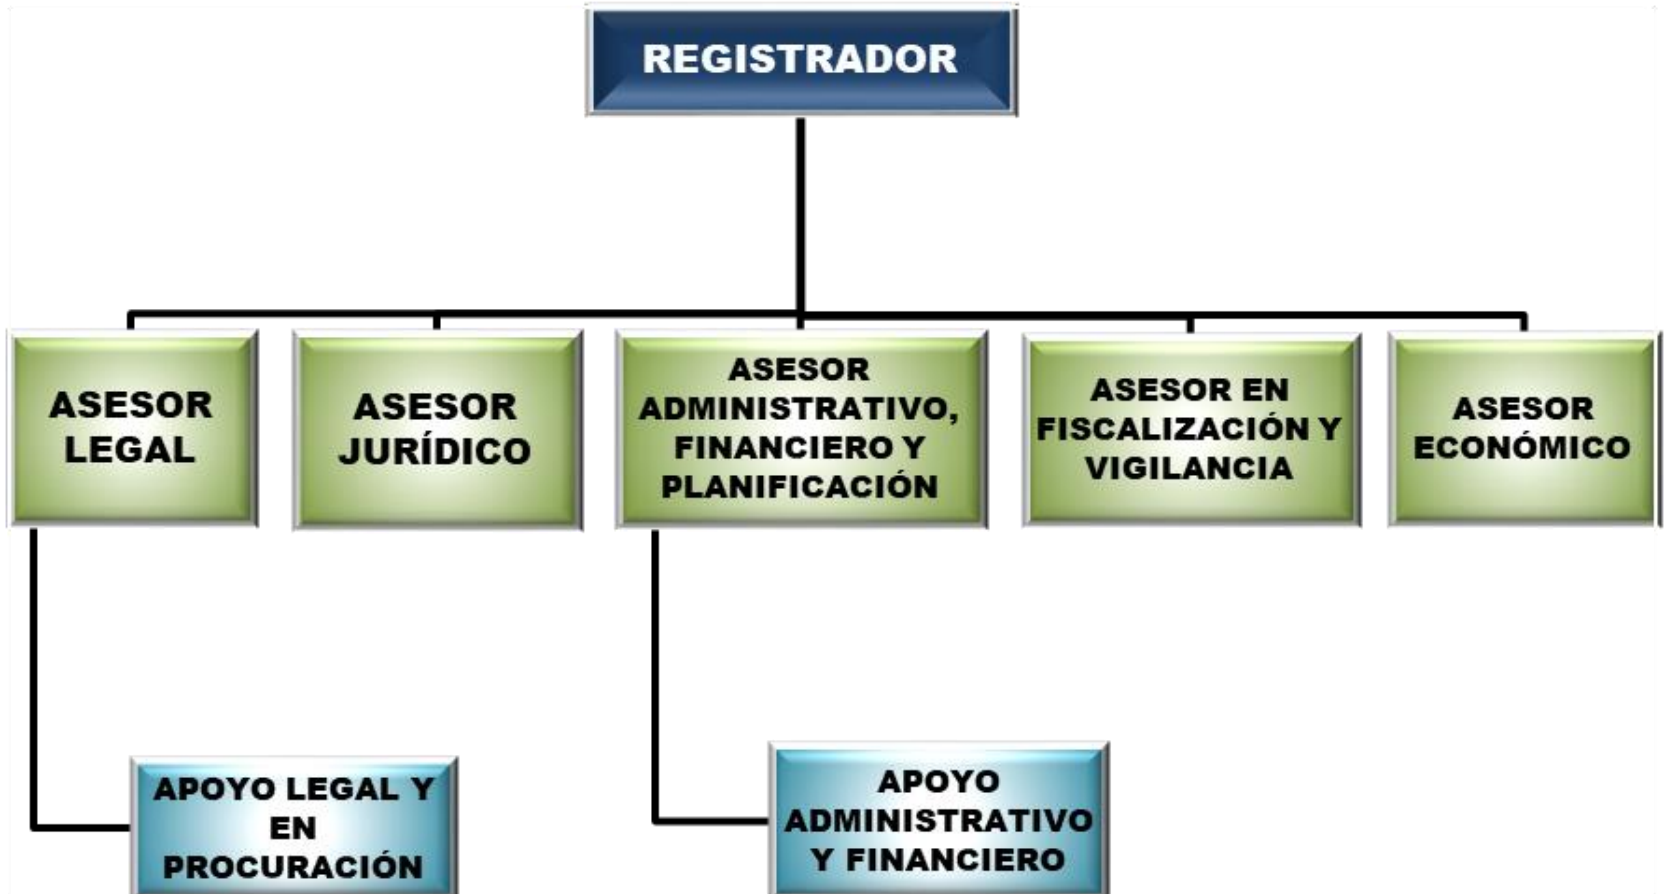 REGISTRADOR
ASESOR
LEGAL
ASESOR
JURÍDICO
ASESOR
ADMINISTRATIVO,
FINANCIERO Y
PLANIFICACIÓN
ASESOR EN
FISCALIZACIÓN Y
VIGILANCIA
ASESOR
ECONÓMICO
APOYO LEGAL Y
EN
PROCURACIÓN
APOYO
ADMINISTRATIVO
Y FINANCIERO